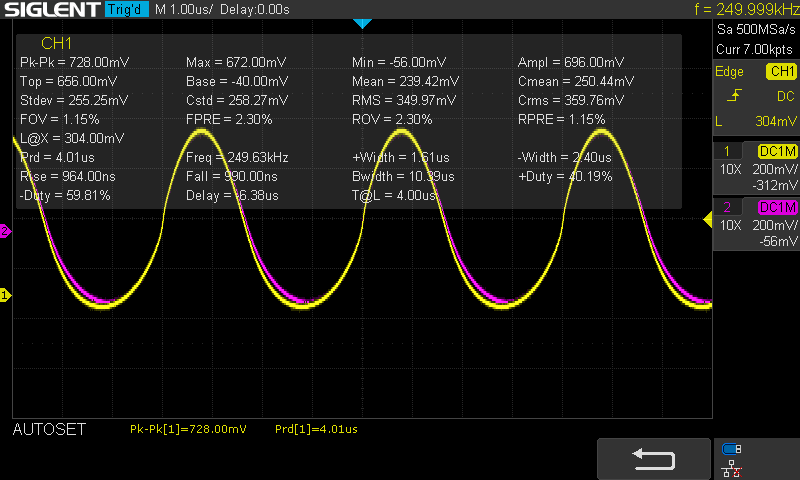 SIGLENT Trig'd M 1.00us/ Delay:0.00s f = 249.999kHz
Sa 500MSa/s
Curr 7.00kpts
Edge CH1
DC
L 304mV
1 DC1M
10X 200mV/
-312mV
2 DC1M
10X 200mV/
-56mV
CH1
Pk-Pk = 728.00mV Max = 672.00mV Min = -56.00mV Ampl = 696.00mV
Top = 656.00mV Base = -40.00mV Mean = 239.42mV Cmean = 250.44mV
Stdev = 255.25mV Cstd = 258.27mV RMS = 349.97mV Crms = 359.76mV
FOV = 1.15% FPRE = 2.30% ROV = 2.30% RPRE = 1.15%
L@X = 304.00mV
Prd = 4.01us Freq = 249.63kHz +Width = 1.61us -Width = 2.40us
Rise = 964.00ns Fall = 990.00ns Bwidth = 10.39us +Duty = 40.19%
-Duty = 59.81% Delay = -6.38us T@L = 4.00us
2
1
AUTOSET Pk-Pk[1]=728.00mV Prd[1]=4.01us